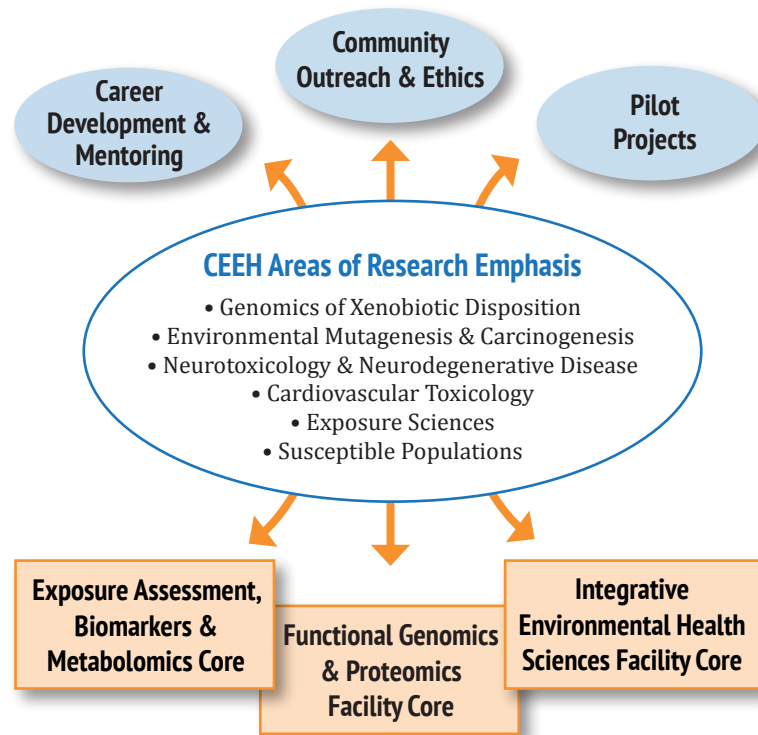 Community
Outreach & Ethics
Career
Development &
Mentoring
Pilot
Projects
CEEH Areas of Research Emphasis
• Genomics of Xenobiotic Disposition
• Environmental Mutagenesis & Carcinogenesis
• Neurotoxicology & Neurodegenerative Disease
• Cardiovascular Toxicology
• Exposure Sciences
• Susceptible Populations
Exposure Assessment,
Biomarkers &
Metabolomics Core
Functional Genomics
& Proteomics
Facility Core
Integrative
Environmental Health
Sciences Facility Core